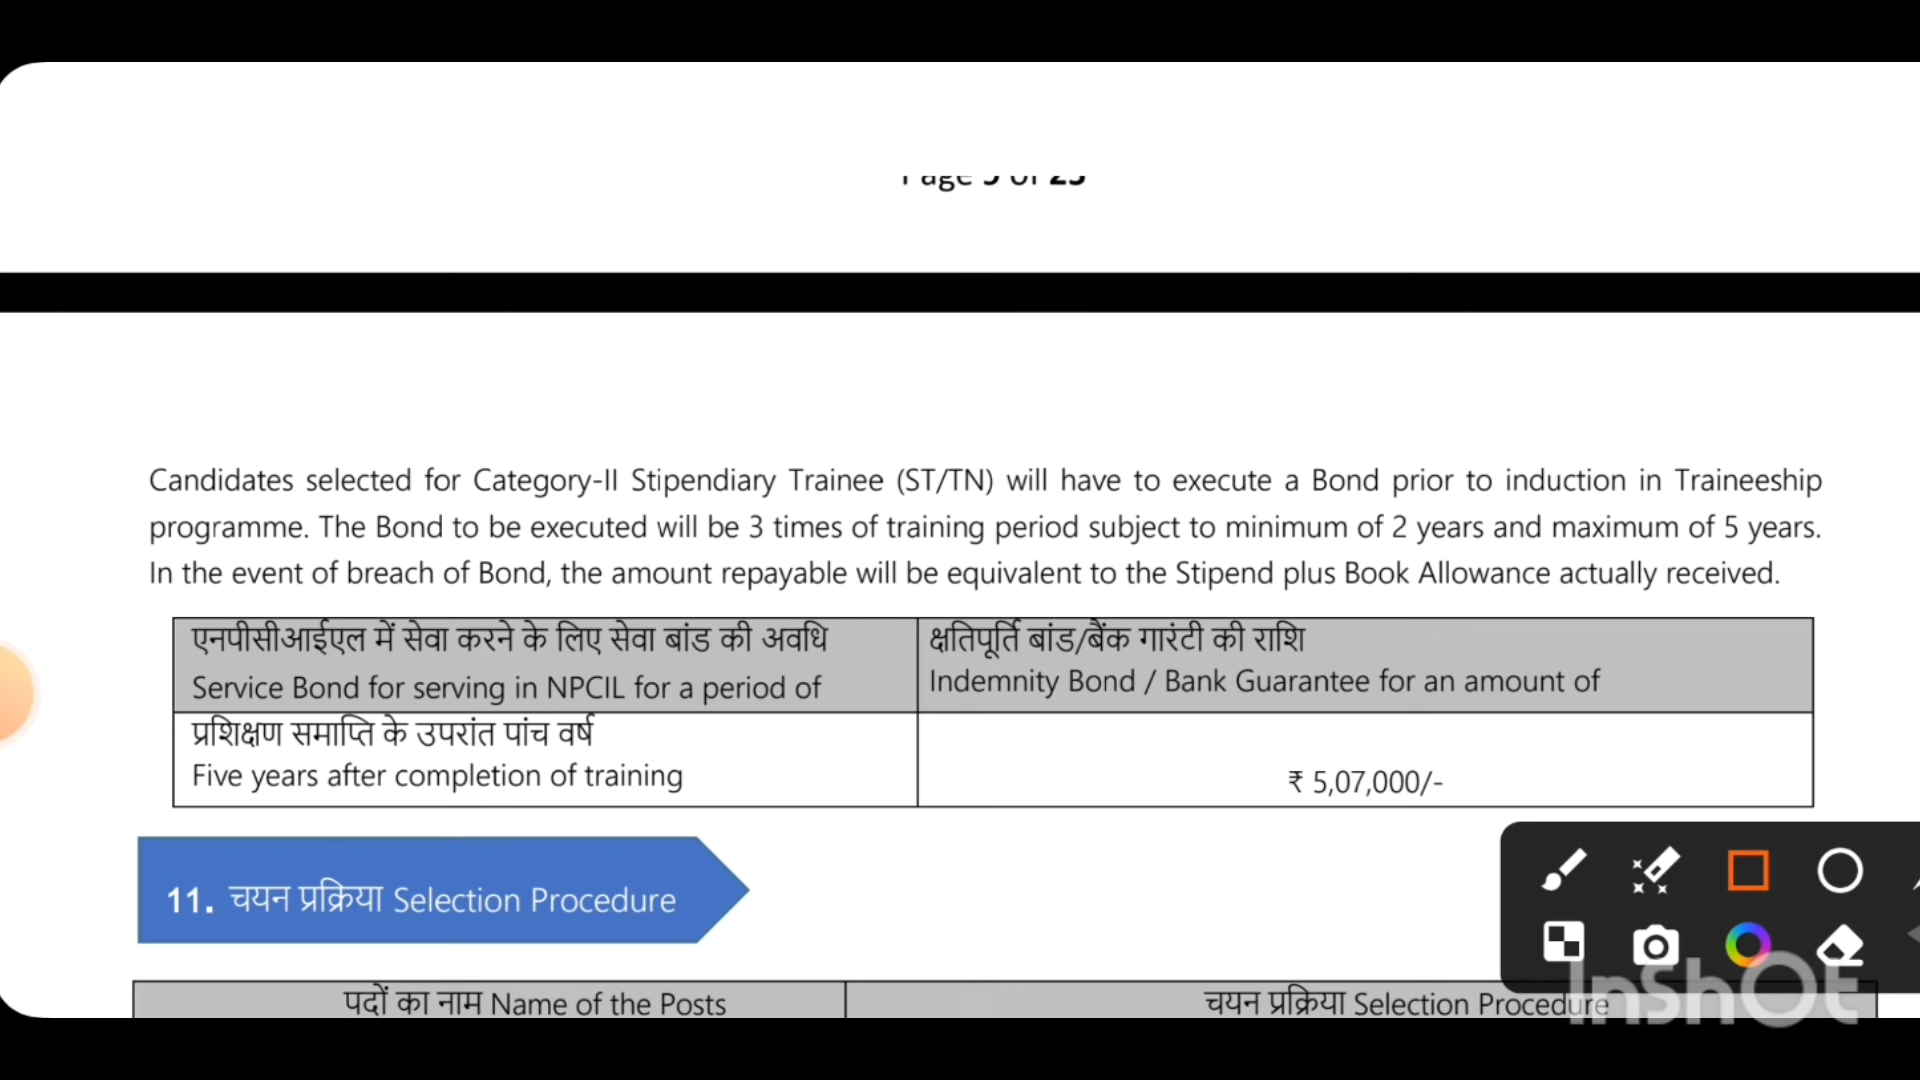 Candidates selected for Category-II Stipendiary Trainee (ST/TN) will have to execute a Bond prior to induction in Traineeship
programme. The Bond to be executed will be 3 times of training period subject to minimum of 2 years and maximum of 5 years.
In the event of breach of Bond, the amount repayable will be equivalent to the Stipend plus Book Allowance actually received.
एनपीसीआईएल में सेवा करने के लिए सेवा बांड की अवधि
Service Bond for serving in NPCIL for a period of
क्षतिपूर्ति बांड/बैंक गारंटी की राशि
Indemnity Bond / Bank Guarantee for an amount of
प्रशिक्षण समाप्ति के उपरांत पांच वर्ष
Five years after completion of training
₹ 5,07,000/-
11. चयन प्रक्रिया Selection Procedure
पदों का नाम Name of the Posts
चयन प्रक्रिया Selection Procedure
InShOt